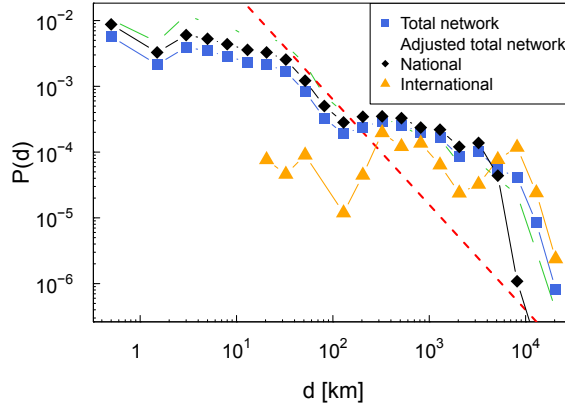 10⁻²
10⁻³
10⁻⁴
10⁻⁵
10⁻⁶
P(d)
Total network
Adjusted total network
National
International
1 10¹ 10² 10³ 10⁴
d [km]